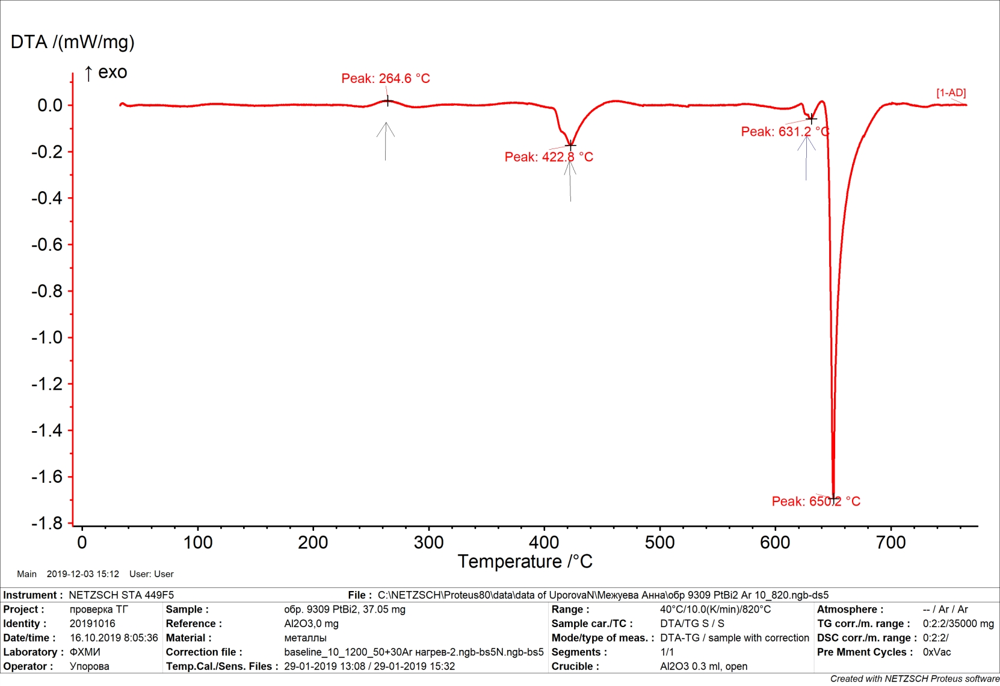 DTA /(mW/mg)
↑ exo
Peak: 264.6 °C
[1-AD]
0.0
Peak: 631.2 °C
-0.2
Peak: 422.8 °C
-0.4
-0.6
-0.8
-1.0
-1.2
-1.4
-1.6
Peak: 650.2 °C
-1.8
0 100 200 300 400 500 600 700
Temperature /°C
Main 2019-12-03 15:12 User: User
Instrument : NETZSCH STA 449F5 File : C:\NETZSCH\Proteus80\data\data of UporovaN\Межуева Анна\обр 9309 PtBi2 Ar 10_820.ngb-ds5
Project : проверка ТГ Sample : обр. 9309 PtBi2, 37.05 mg Range : 40°C/10.0(K/min)/820°C Atmosphere : -- / Ar / Ar
Identity : 20191016 Reference : Al2O3,0 mg Sample car./TC : DTA/TG S / S TG corr./m. range : 0:2:2/35000 mg
Date/time : 16.10.2019 8:05:36 Material : металлы Mode/type of meas. : DTA-TG / sample with correction DSC corr./m. range : 0:2:2/
Laboratory : ФХМИ Correction file : baseline_10_1200_50+30Ar нагрев-2.ngb-bs5N.ngb-bs5 Segments : 1/1 Pre Mment Cycles : 0xVac
Operator : Упорова Temp.Cal./Sens. Files : 29-01-2019 13:08 / 29-01-2019 15:32 Crucible : Al2O3 0.3 ml, open
Created with NETZSCH Proteus software